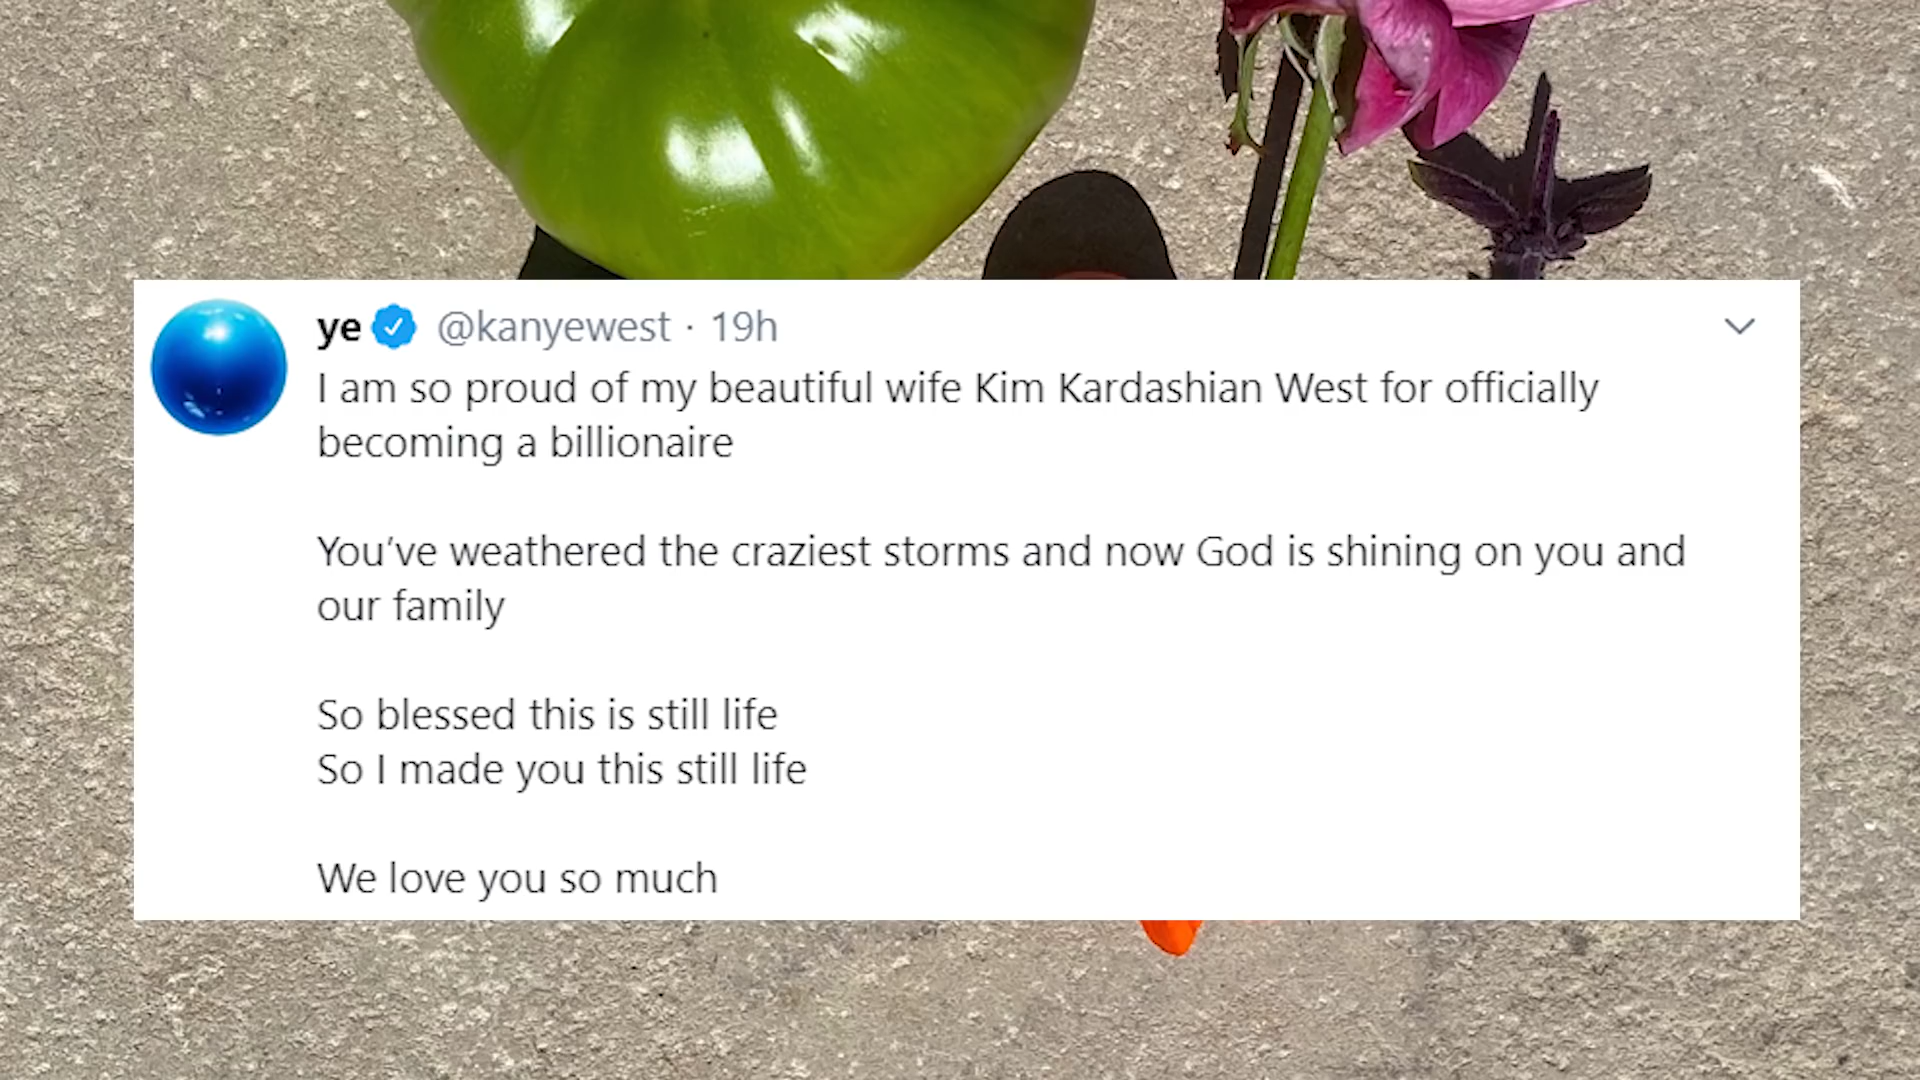 ye @kanyewest · 19h
I am so proud of my beautiful wife Kim Kardashian West for officially
becoming a billionaire
You’ve weathered the craziest storms and now God is shining on you and
our family
So blessed this is still life
So I made you this still life
We love you so much